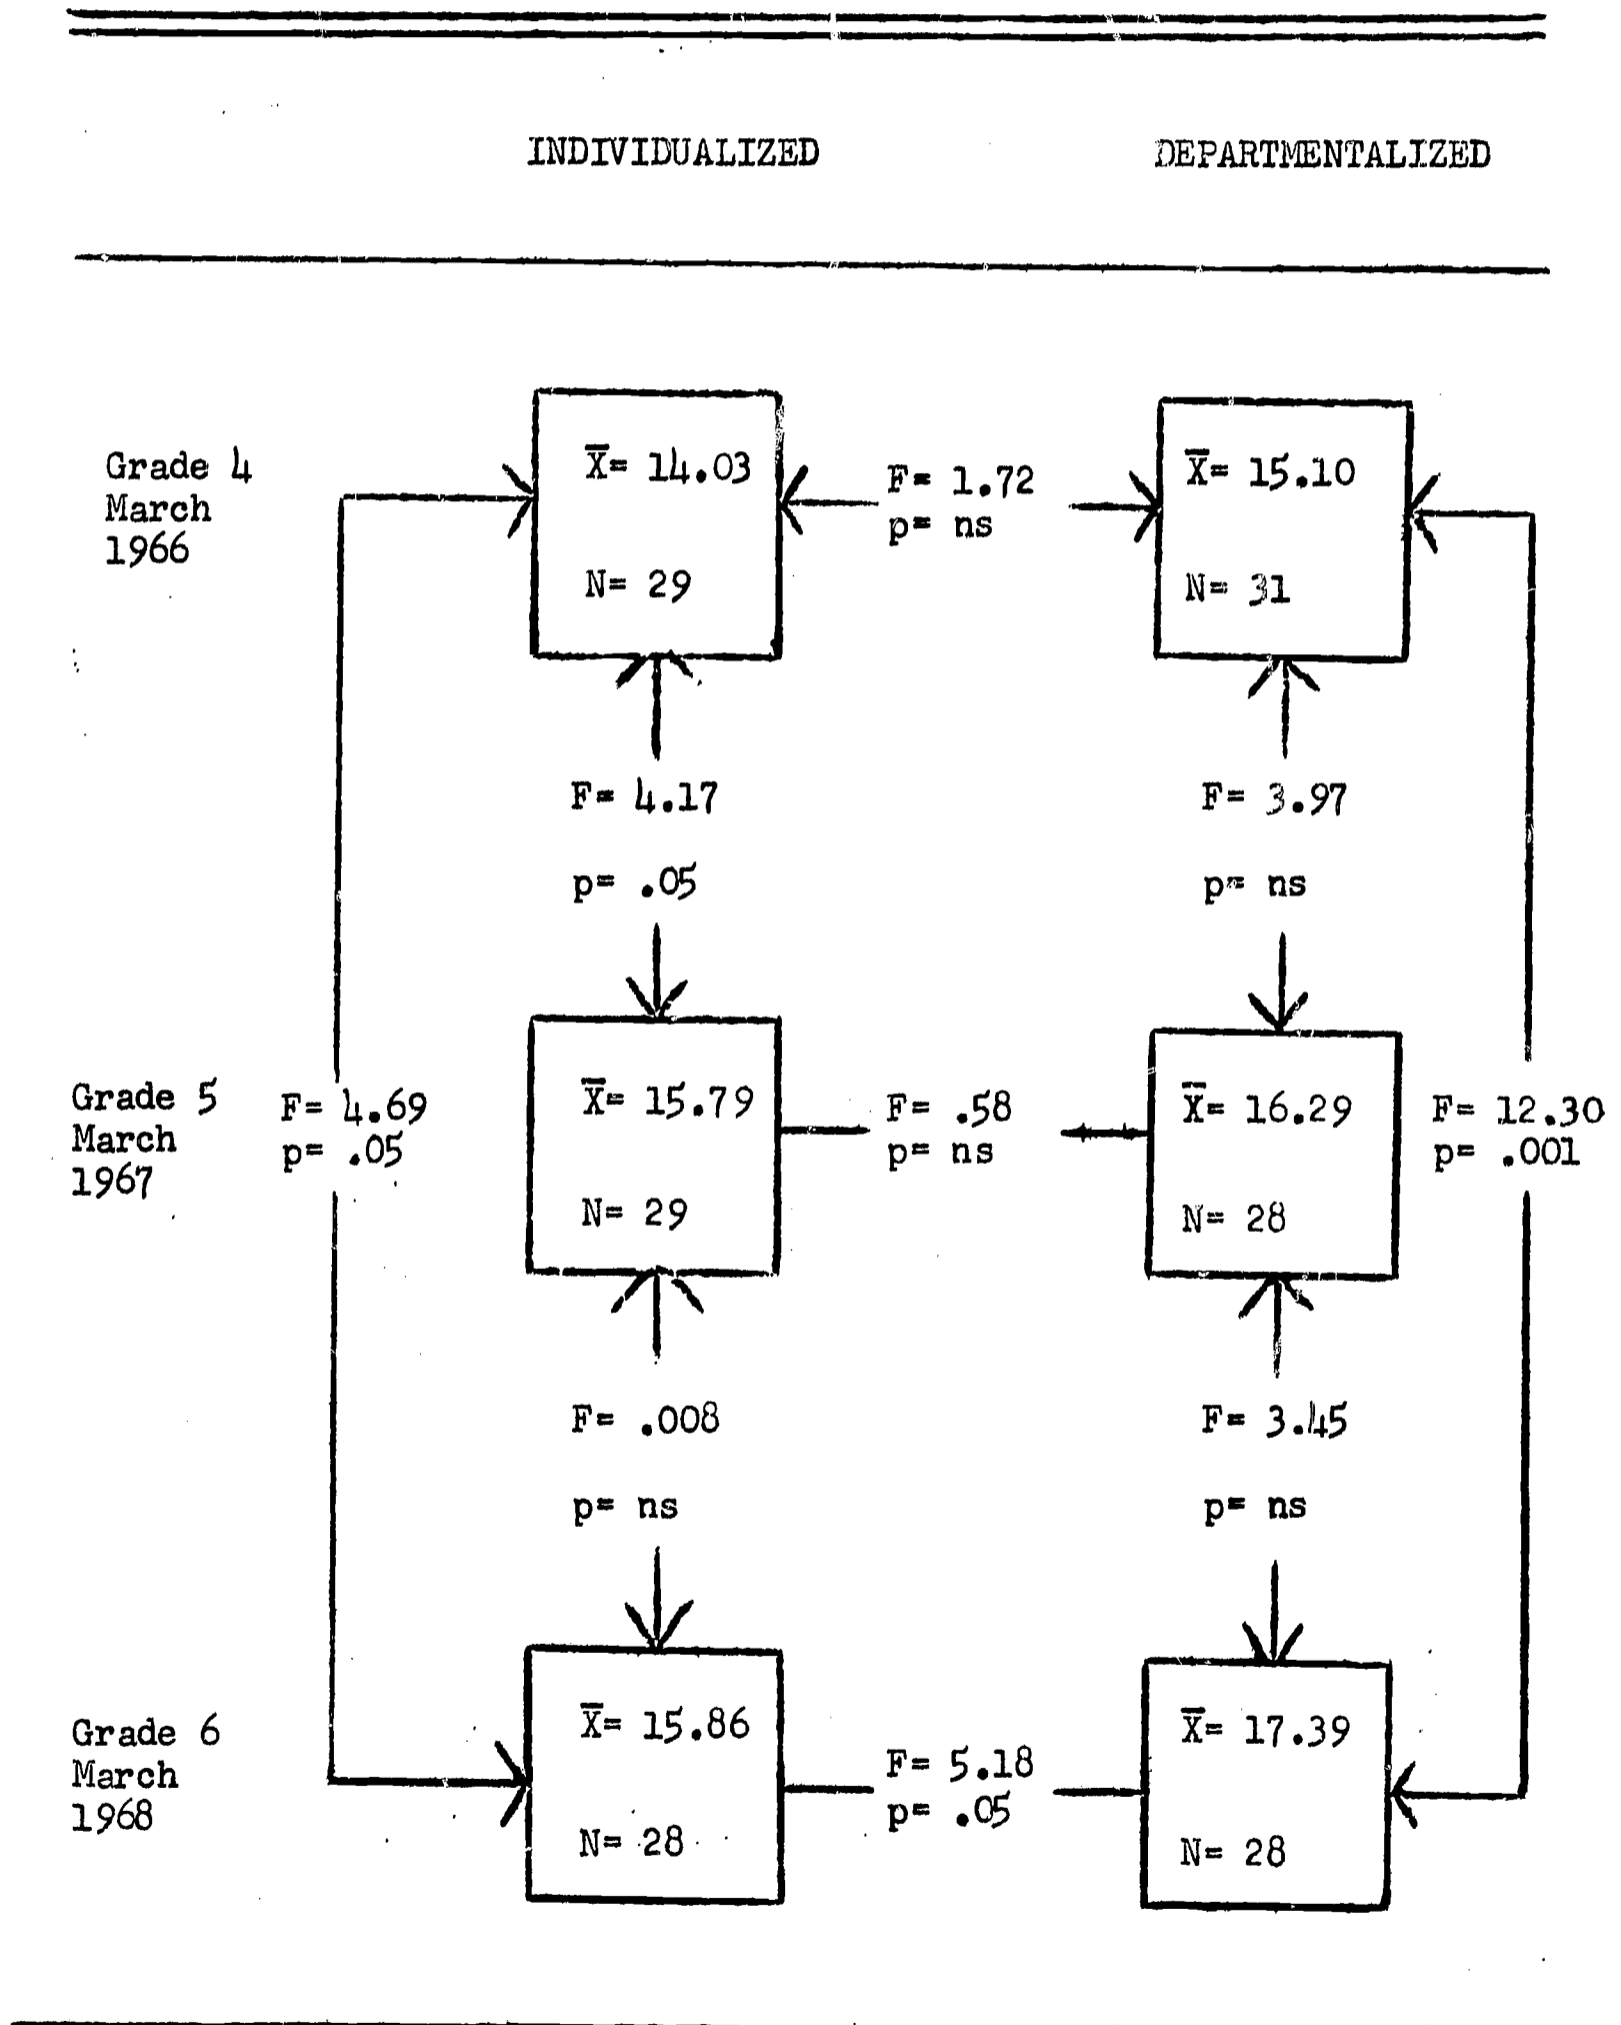 INDIVIDUALIZED DEPARTMENTALIZED
Grade 4
March
1966
X̅= 14.03
N= 29
F= 1.72
p= ns
X̅= 15.10
N= 31
F= 4.17
p= .05
F= 3.97
p= ns
Grade 5
March
1967
F= 4.69
p= .05
X̅= 15.79
N= 29
F= .58
p= ns
X̅= 16.29
N= 28
F= 12.30
p= .001
F= .008
p= ns
F= 3.45
p= ns
Grade 6
March
1968
X̅= 15.86
N= 28
F= 5.18
p= .05
X̅= 17.39
N= 28